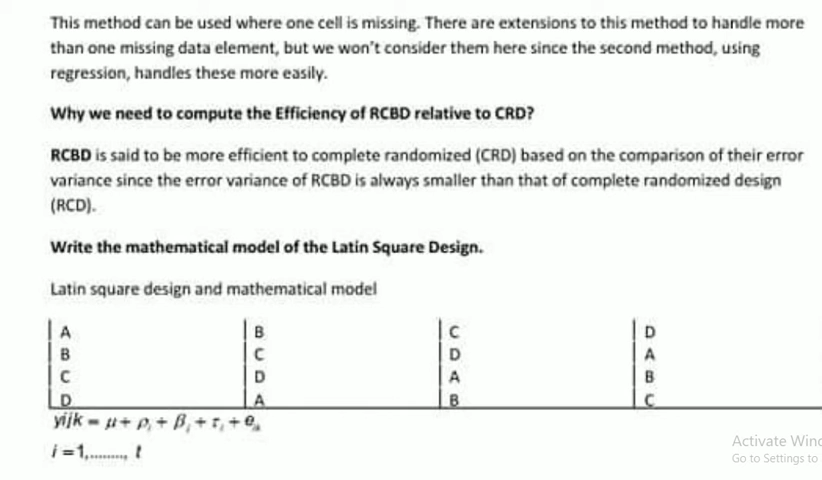 This method can be used where one cell is missing. There are extensions to this method to handle more
than one missing data element, but we won't consider them here since the second method, using
regression, handles these more easily.
Why we need to compute the Efficiency of RCBD relative to CRD?
RCBD is said to be more efficient to complete randomized (CRD) based on the comparison of their error
variance since the error variance of RCBD is always smaller than that of complete randomized design
(RCD).
Write the mathematical model of the Latin Square Design.
Latin square design and mathematical model
A B C D
B C D A
C D A B
D A B C
yijk = μ + ρ + β + τ + e
i = 1,........., t
Activate Winc
Go to Settings to